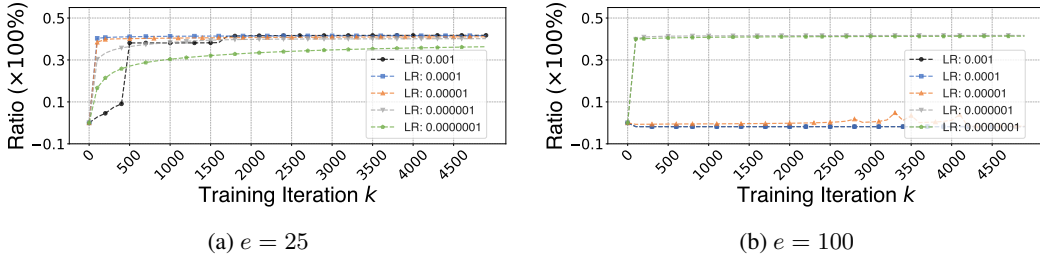 Ratio (×100%)
0.5
0.3
0.1
−0.1
LR: 0.001
LR: 0.0001
LR: 0.00001
LR: 0.000001
LR: 0.0000001
0
500
1000
1500
2000
2500
3000
3500
4000
4500
Training Iteration k
(a) e = 25
Ratio (×100%)
0.5
0.3
0.1
−0.1
LR: 0.001
LR: 0.0001
LR: 0.00001
LR: 0.000001
LR: 0.0000001
0
500
1000
1500
2000
2500
3000
3500
4000
4500
Training Iteration k
(b) e = 100